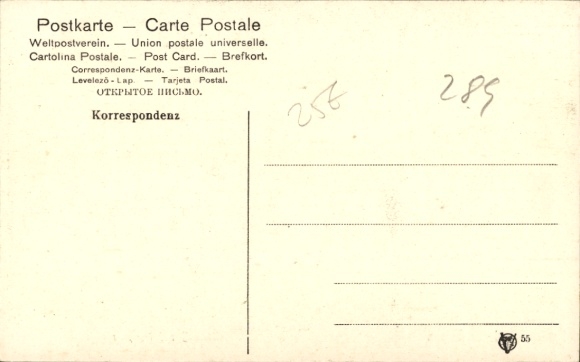 Postkarte — Carte Postale
Weltpostverein. — Union postale universelle.
Cartolina Postale. — Post Card. — Brefkort.
Correspondenz-Karte. — Briefkaart.
Levelező-Lap. — Tarjeta Postal.
ОТКРЫТОЕ ПИСЬМО.
Korrespondenz
289
55